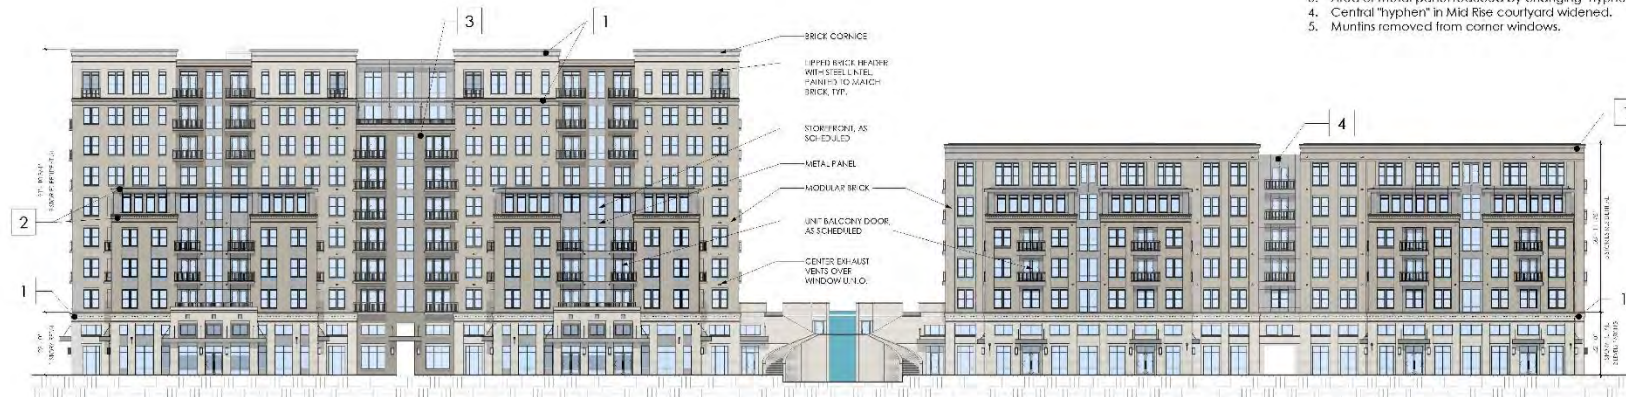 4. Central "hyphen" in Mid Rise courtyard widened.
5. Muntins removed from corner windows.
3
1
BRICK CORNICE
LIPPED BRICK HEADER
WITH STEEL LINTEL,
PAINTED TO MATCH
BRICK, TYP.
STOREFRONT, AS
SCHEDULED
METAL PANEL
MODULAR BRICK
UNIT BALCONY DOOR,
AS SCHEDULED
CENTER EXHAUST
VENTS OVER
WINDOW U.N.O.
2
1
4
1